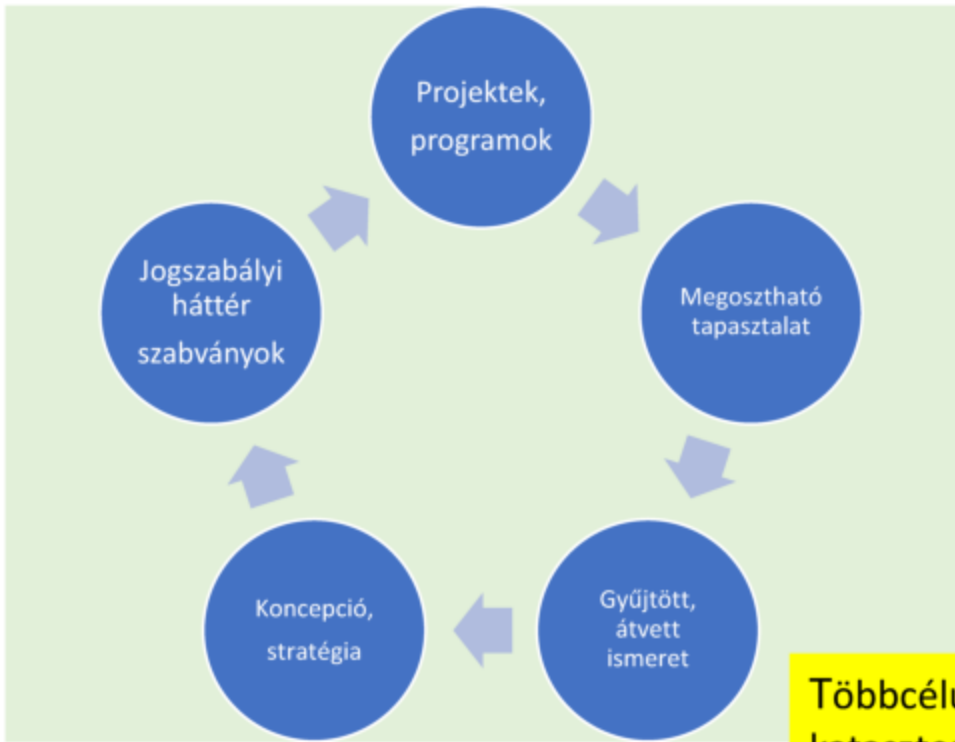 Projektek,
programok
Jogszabályi
háttér
szabványok
Megosztható
tapasztalat
Koncepció,
stratégia
Gyűjtött,
átvett
ismeret